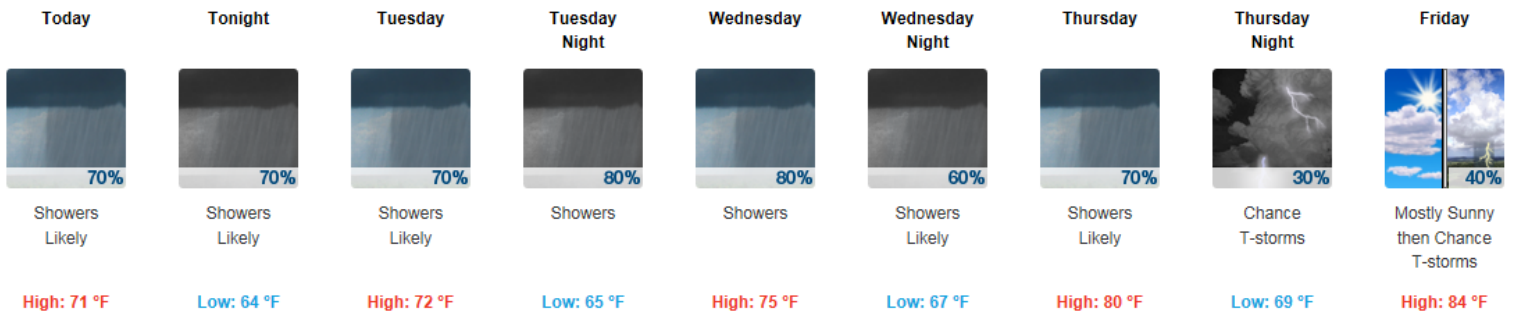 Today
Tonight
Tuesday
Tuesday
Night
Wednesday
Wednesday
Night
Thursday
Thursday
Night
Friday
70%
70%
70%
80%
80%
60%
70%
30%
40%
Showers
Likely
Showers
Likely
Showers
Likely
Showers
Showers
Showers
Likely
Showers
Likely
Chance
T-storms
Mostly Sunny
then Chance
T-storms
High: 71 °F
Low: 64 °F
High: 72 °F
Low: 65 °F
High: 75 °F
Low: 67 °F
High: 80 °F
Low: 69 °F
High: 84 °F